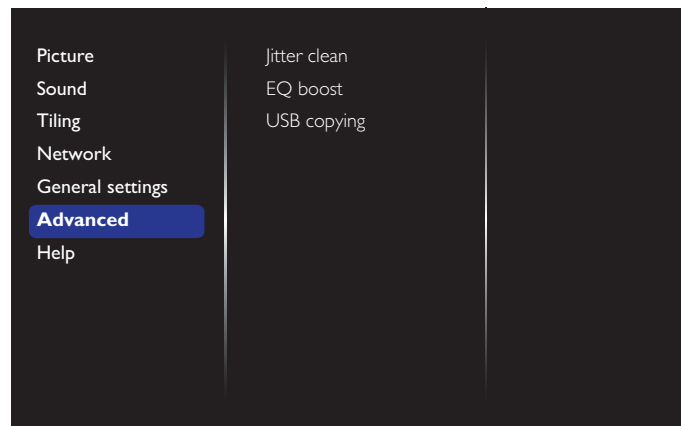 Picture
Sound
Tiling
Network
General settings
Advanced
Help
Jitter clean
EQ boost
USB copying